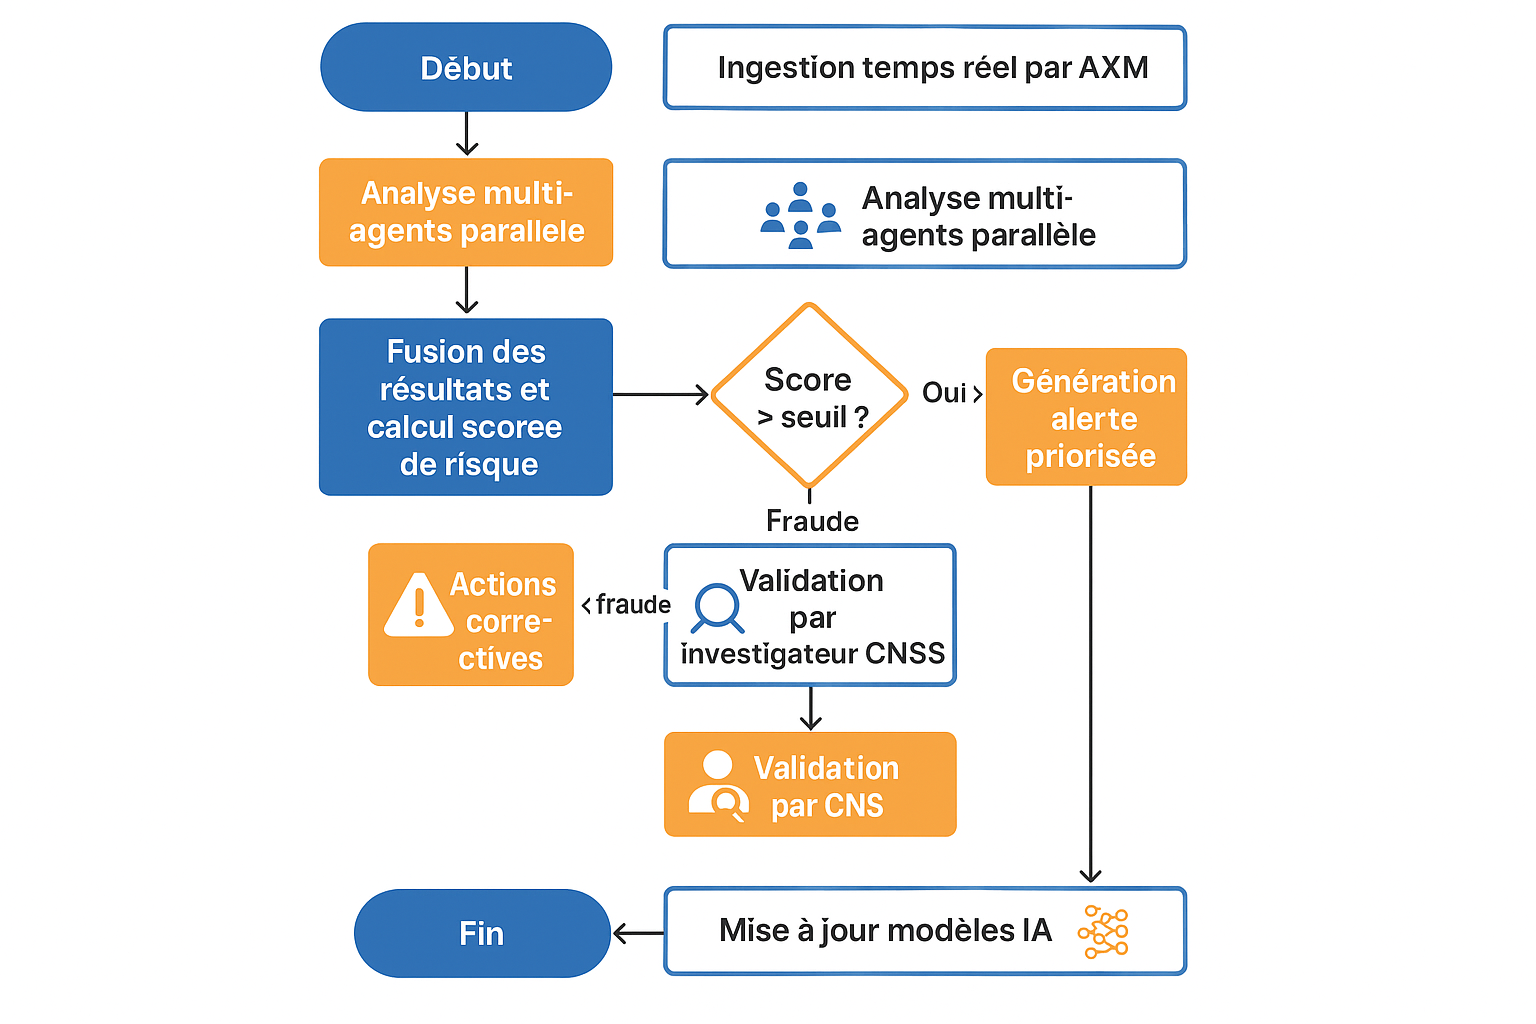 Début
Ingestion temps réel par AXM
Analyse multi-
agents parallele
Analyse multi-
agents parallèle
Fusion des
résultats et
calcul scoree
de risque
Score
> seuil ?
Oui
Génération
alerte
priorisée
Fraude
Actions
corre-
ctives
fraude
Validation
par
investigateur CNSS
Validation
par CNS
Fin
Mise à jour modèles IA